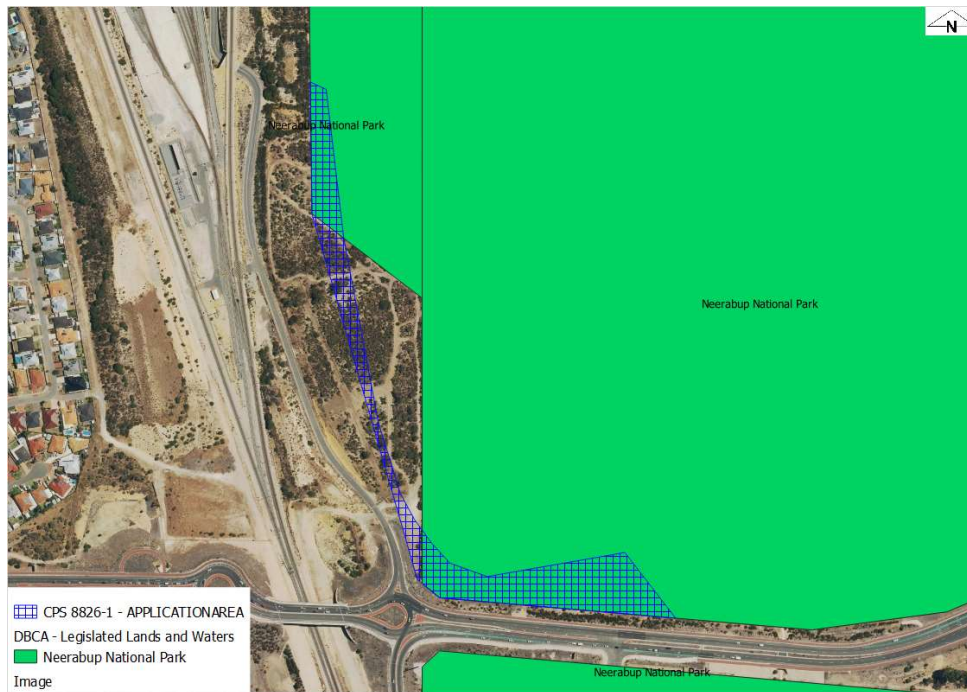 N
Neerabup National Park
Neerabup National Park
CPS 8826-1 - APPLICATIONAREA
DBCA - Legislated Lands and Waters
Neerabup National Park
Image
Neerabup National Park